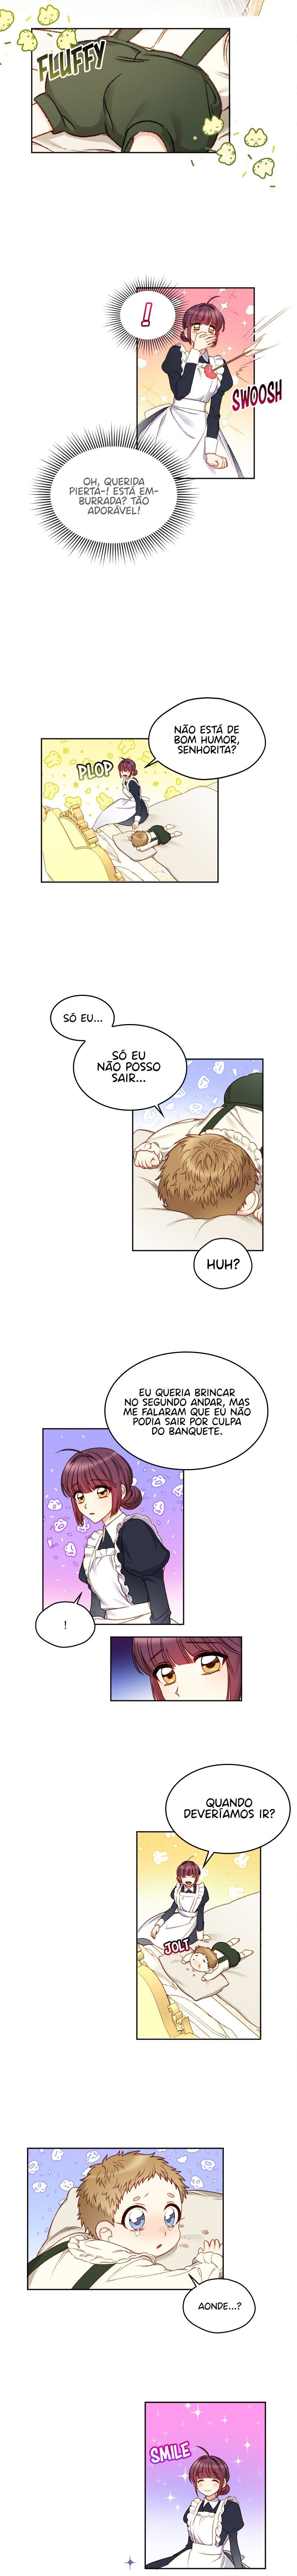 FLUFFY
!
SWOOSH
OH, QUERIDA
PIERTA-! ESTÁ EM-
BURRADA? TÃO
ADORÁVEL!
NÃO ESTÁ DE
BOM HUMOR,
SENHORITA?
PLOP
SÓ EU...
SÓ EU
NÃO POSSO
SAIR...
HUH?
EU QUERIA BRINCAR
NO SEGUNDO ANDAR, MAS
ME FALARAM QUE EU NÃO
PODIA SAIR POR CULPA
DO BANQUETE.
!
QUANDO
DEVERÍAMOS IR?
JOLT
AONDE...?
SMILE